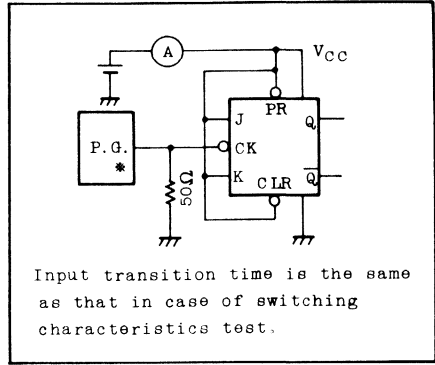 A
VCC
PR
J
Q
P.G.
*
CK
K
Q
CLR
50Ω
Input transition time is the same
as that in case of switching
characteristics test.